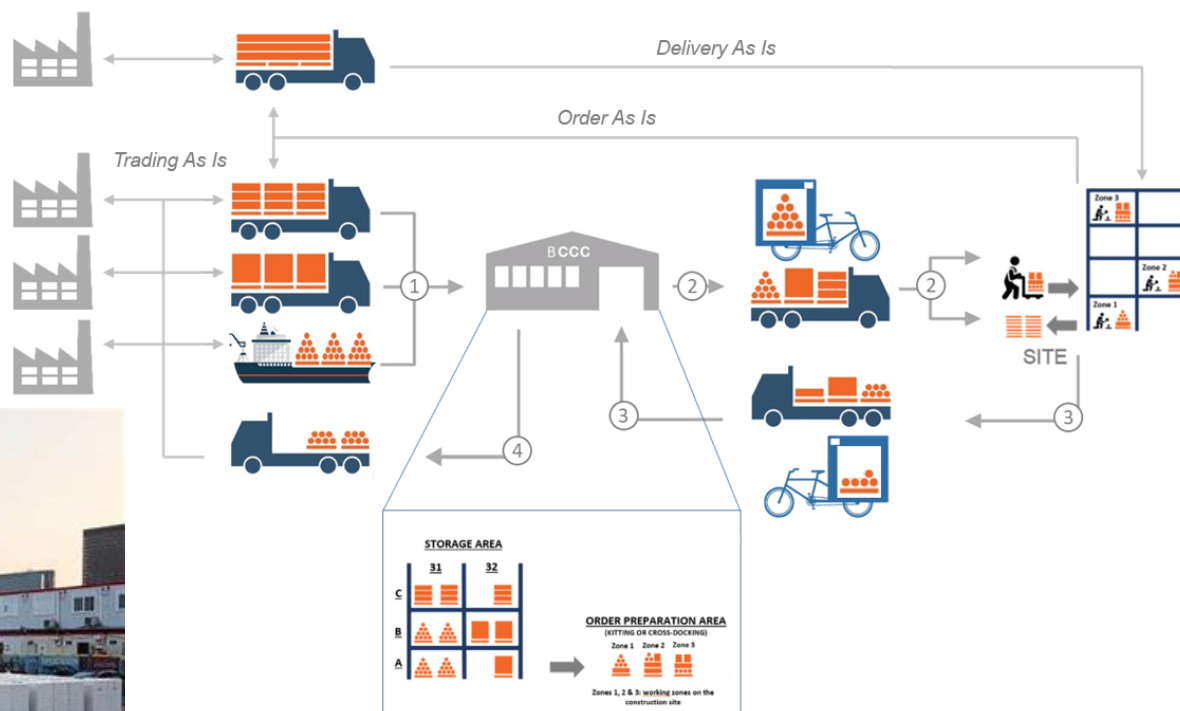 Delivery As Is
Order As Is
Trading As Is
Zone 3
Zone 2
Zone 1
B CCC
1
2
2
SITE
3
3
4
STORAGE AREA
31 32
C
B
A
ORDER PREPARATION AREA
(KITTING OR CROSS-DOCKING)
Zone 1 Zone 2 Zone 3
Zones 1, 2 & 3: working zones on the
construction site